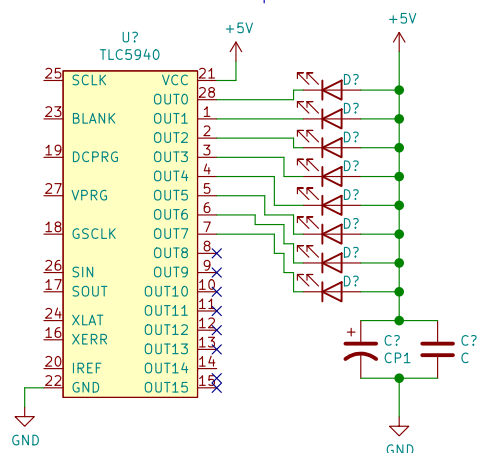 U?
TLC5940
+5V
+5V
25 SCLK VCC 21
OUT0 28
23 BLANK OUT1 1
OUT2 2
19 DCPRG OUT3 3
OUT4 4
27 VPRG OUT5 5
OUT6 6
18 GSCLK OUT7 7
OUT8 8
26 SIN OUT9 9
17 SOUT OUT10 10
OUT11 11
24 XLAT OUT12 12
16 XERR OUT13 13
20 IREF OUT14 14
22 GND OUT15 15
D?
D?
D?
D?
D?
D?
D?
D?
+
C?
CP1
C?
C
GND
GND